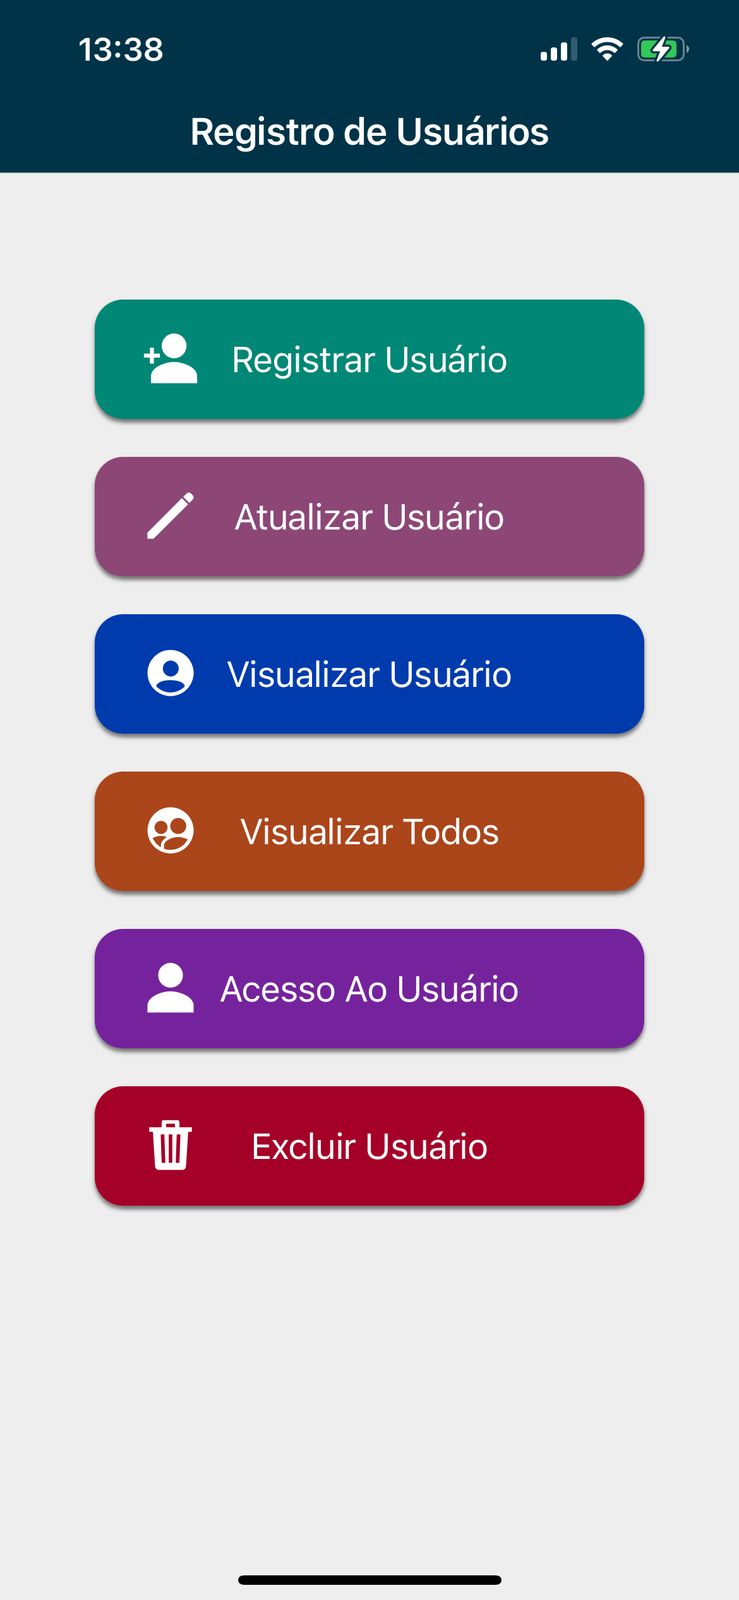 13:38
Registro de Usuários
Registrar Usuário
Atualizar Usuário
Visualizar Usuário
Visualizar Todos
Acesso Ao Usuário
Excluir Usuário